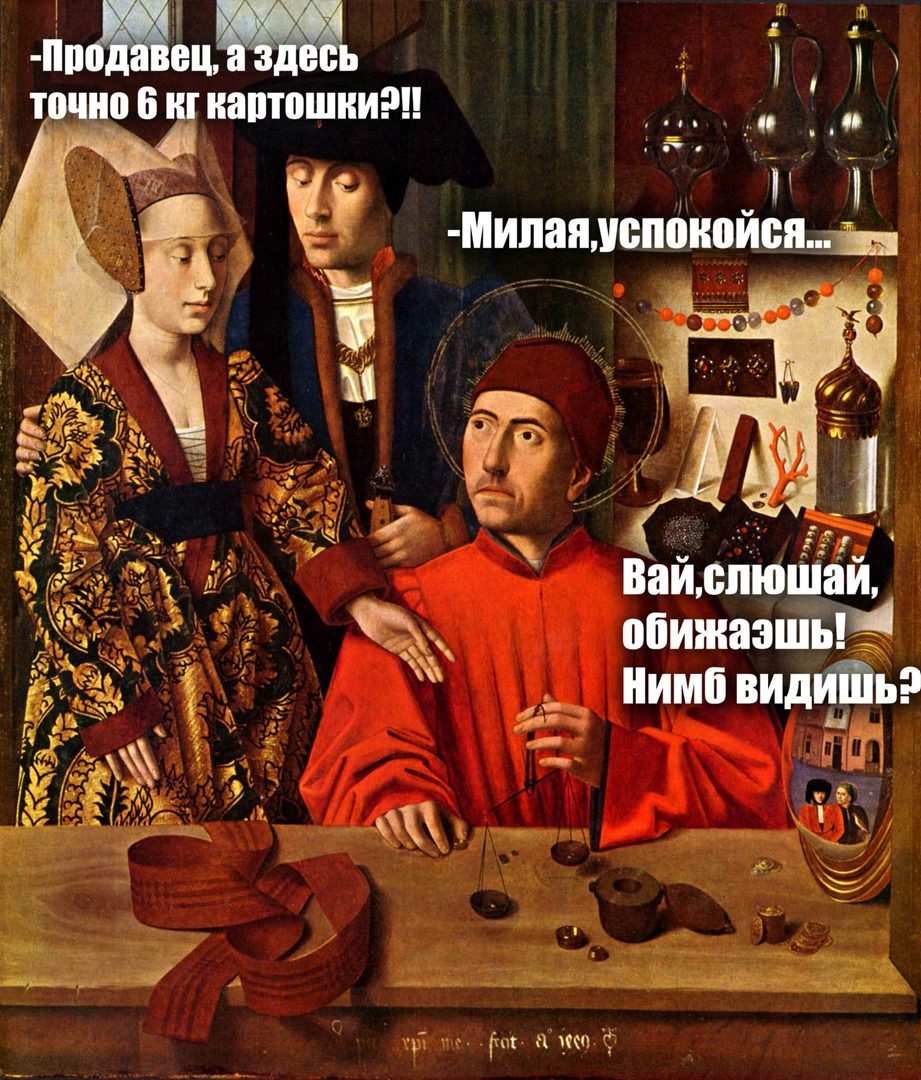 -Продавец, а здесь
точно 6 кг картошки?!!
-Милая,успокойся...
Вай,слюшай,
обижаэшь!
Нимб видишь?